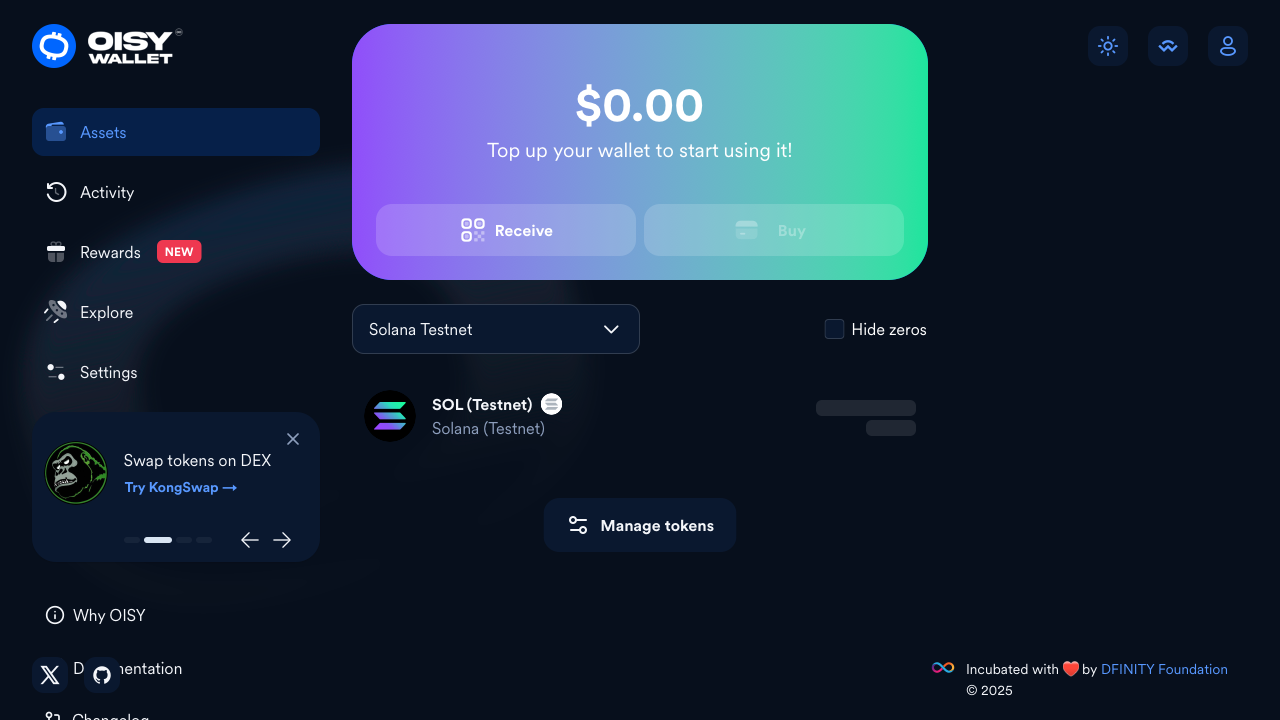 OISY
WALLET
Assets
Activity
Rewards NEW
Explore
Settings
Swap tokens on DEX
Try KongSwap →
Why OISY
Changelog
$0.00
Top up your wallet to start using it!
Receive
Buy
Solana Testnet
Hide zeros
SOL (Testnet)
Solana (Testnet)
Manage tokens
Incubated with ❤️ by DFINITY Foundation
© 2025